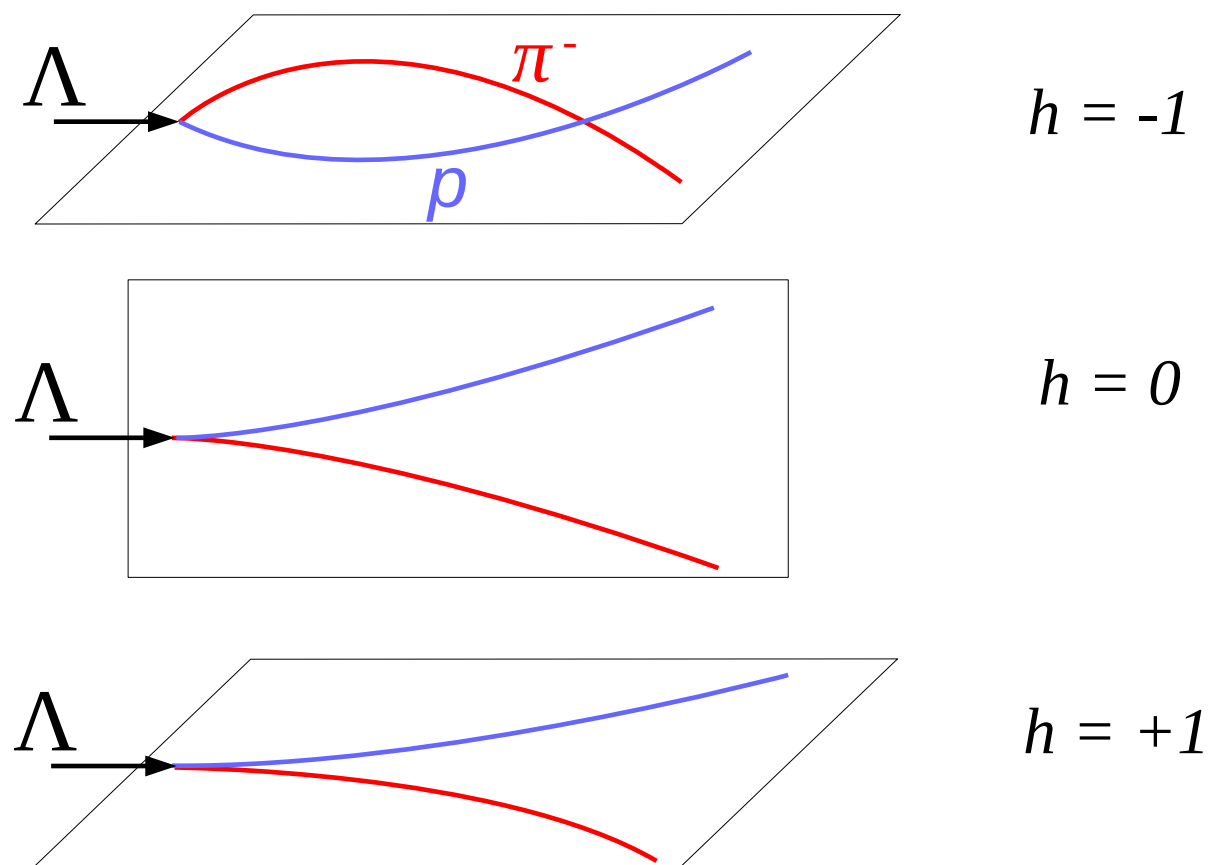 Λ
π -
h = -1
p
Λ
h = 0
Λ
h = +1